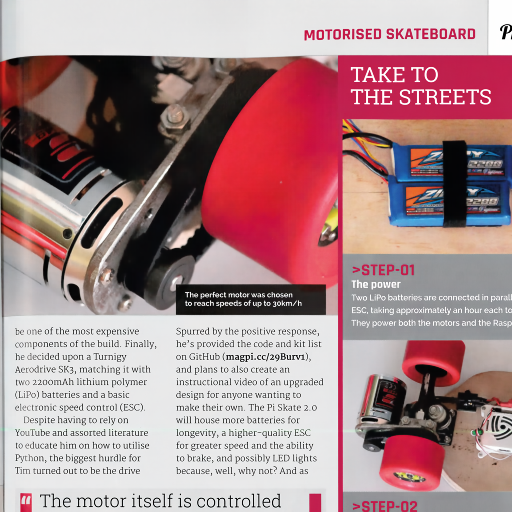 MOTORISED SKATEBOARD
The perfect motor was chosen
to reach speeds of up to 30km/h
be one of the most expensive
components of the build. Finally,
he decided upon a Turnigy
Aerodrive SK3, matching it with
two 2200mAh lithium polymer
(LiPo) batteries and a basic
electronic speed control (ESC).
Despite having to rely on
YouTube and assorted literature
to educate him on how to utilise
Python, the biggest hurdle for
Tim turned out to be the drive
Spurred by the positive response,
he's provided the code and kit list
on GitHub (magpi.cc/29Burv1),
and plans to also create an
instructional video of an upgraded
design for anyone wanting to
make their own. The Pi Skate 2.0
will house more batteries for
longevity, a higher-quality ESC
for greater speed and the ability
to brake, and possibly LED lights
because, well, why not? And as
The motor itself is controlled
TAKE TO
THE STREETS
ZIPPY
2200
ZIPPY
2200
>STEP-01
The power
Two LiPo batteries are connected in parall
ESC, taking approximately an hour each to
They power both the motors and the Rasp
>STEP-02